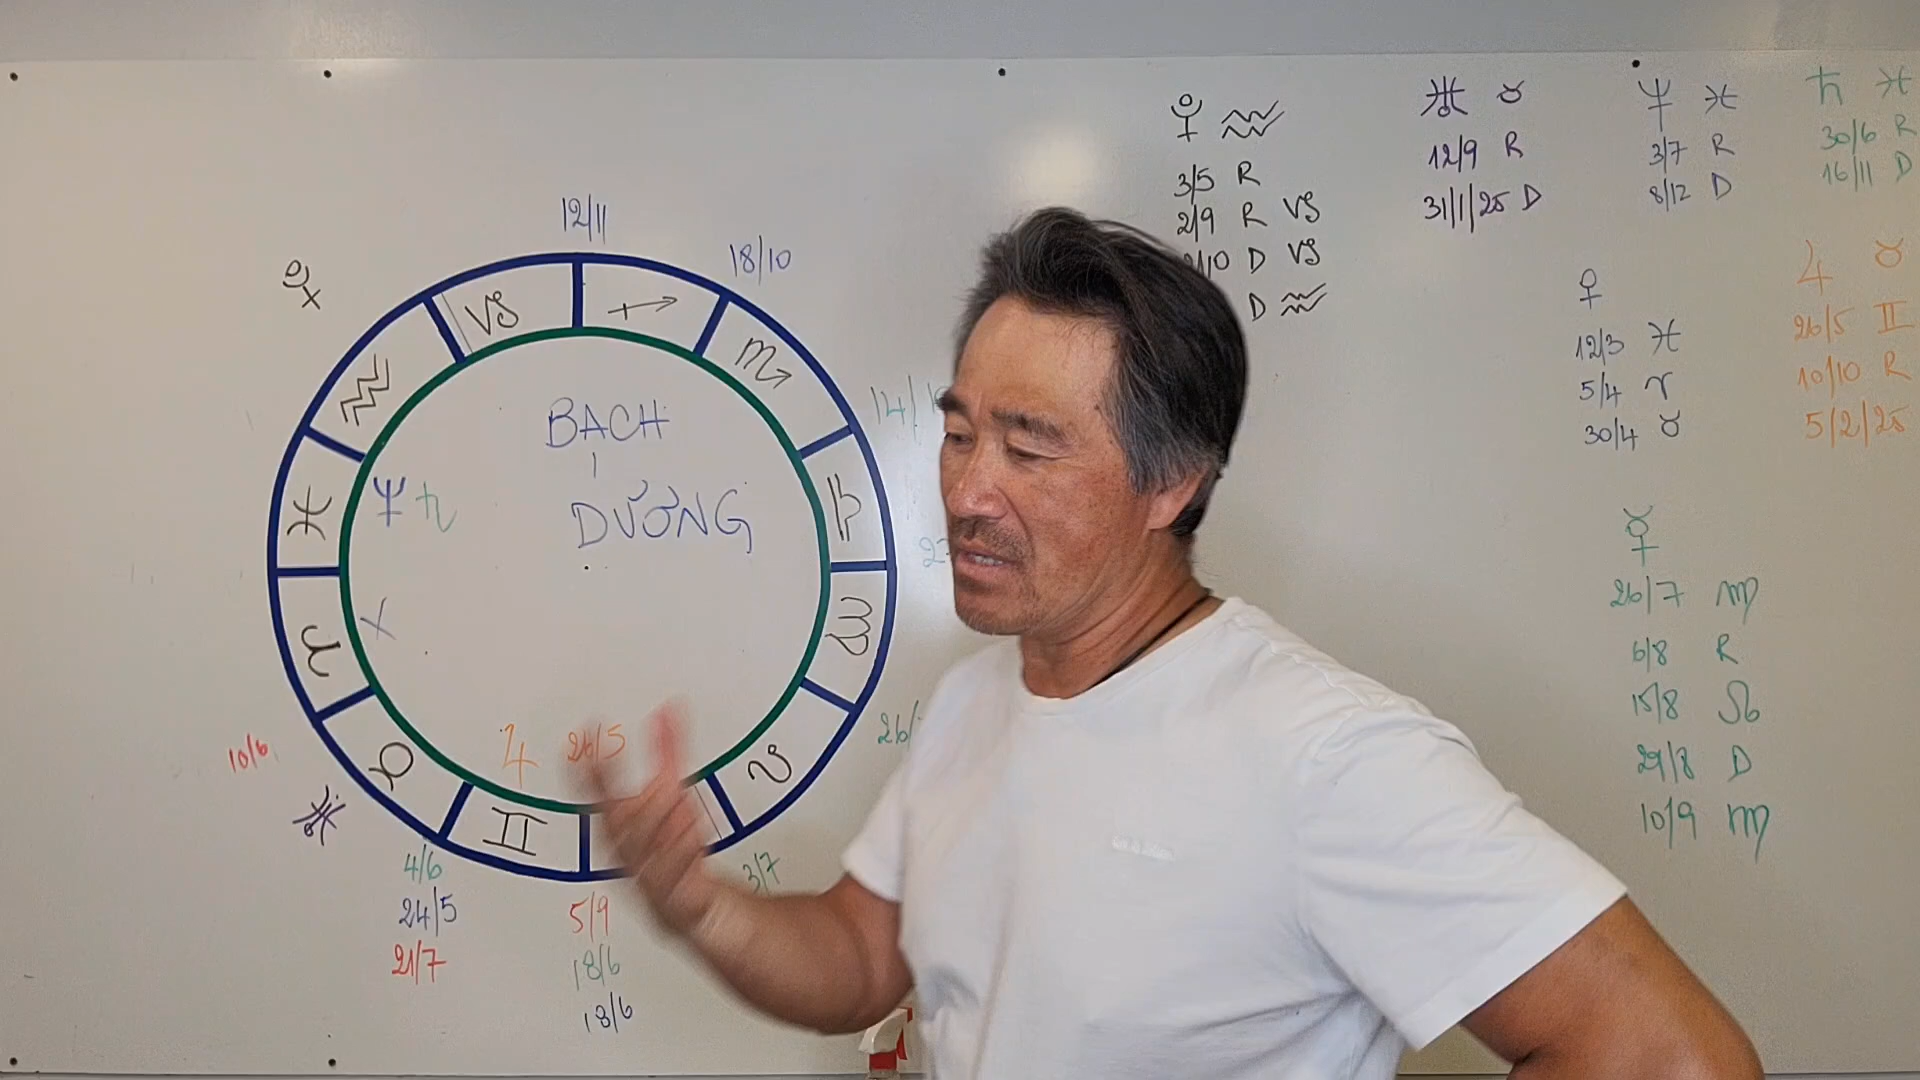 12/11
18/10
BẠCH
DƯƠNG
26/5
10/6
4/6
24/5
21/7
5/9
18/6
18/6
3/7
♇ ♒
3/5 R
2/9 R ♑
D ♑
D ♒
♅ ♉
12/9 R
31/1/25 D
♆ ♓
3/7 R
8/12 D
♄ ♓
30/6 R
16/11 D
♀
12/3 ♓
5/4 ♈
30/4 ♉
♃ ♉
26/5 ♊
10/10 R
5/2/25
☿
26/7 ♍
6/8 R
15/8 ♌
29/8 D
10/9 ♍